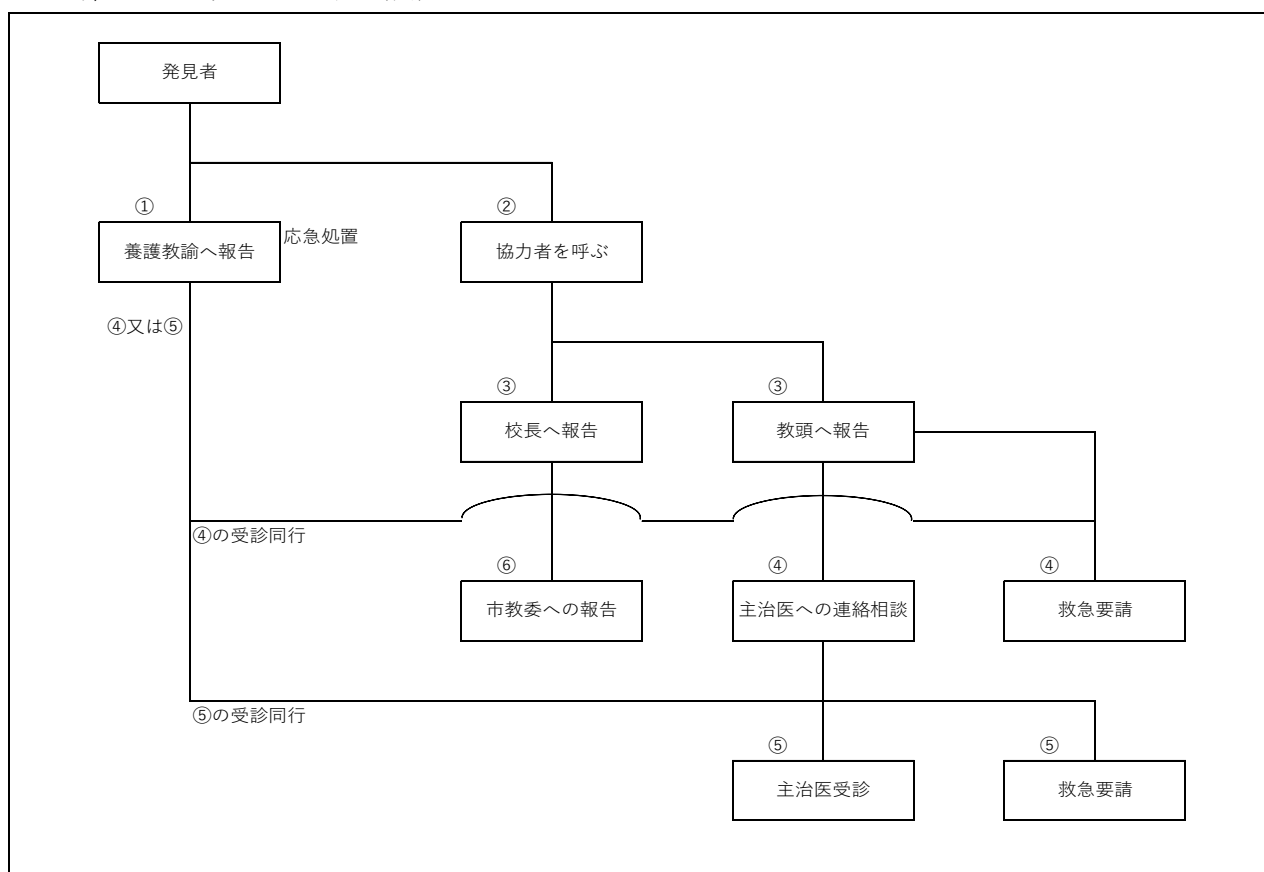 発見者
①
養護教諭へ報告
応急処置
②
協力者を呼ぶ
④又は⑤
③
校長へ報告
③
教頭へ報告
④の受診同行
⑥
市教委への報告
④
主治医への連絡相談
④
救急要請
⑤の受診同行
⑤
主治医受診
⑤
救急要請